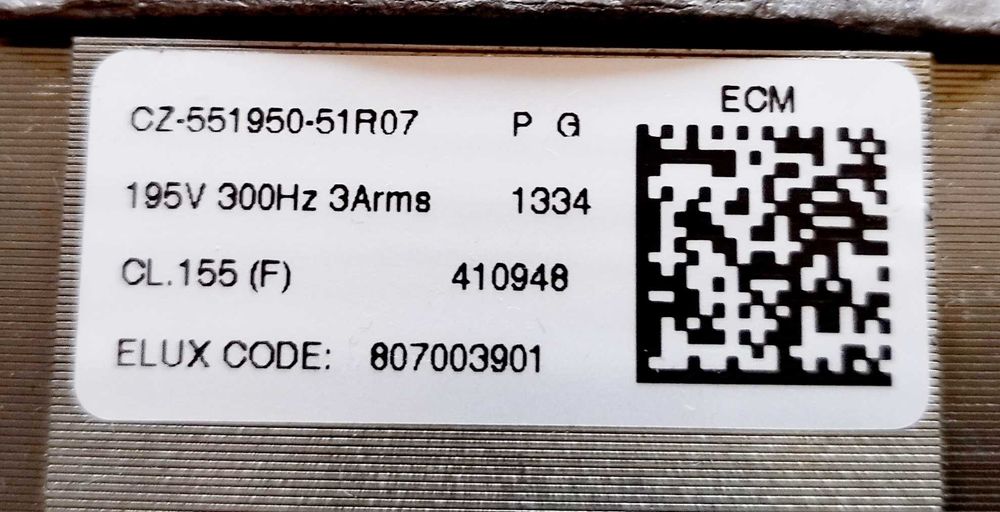 CZ-551950-51R07 P G ECM
195V 300Hz 3Arms 1334
CL.155 (F) 410948
ELUX CODE: 807003901